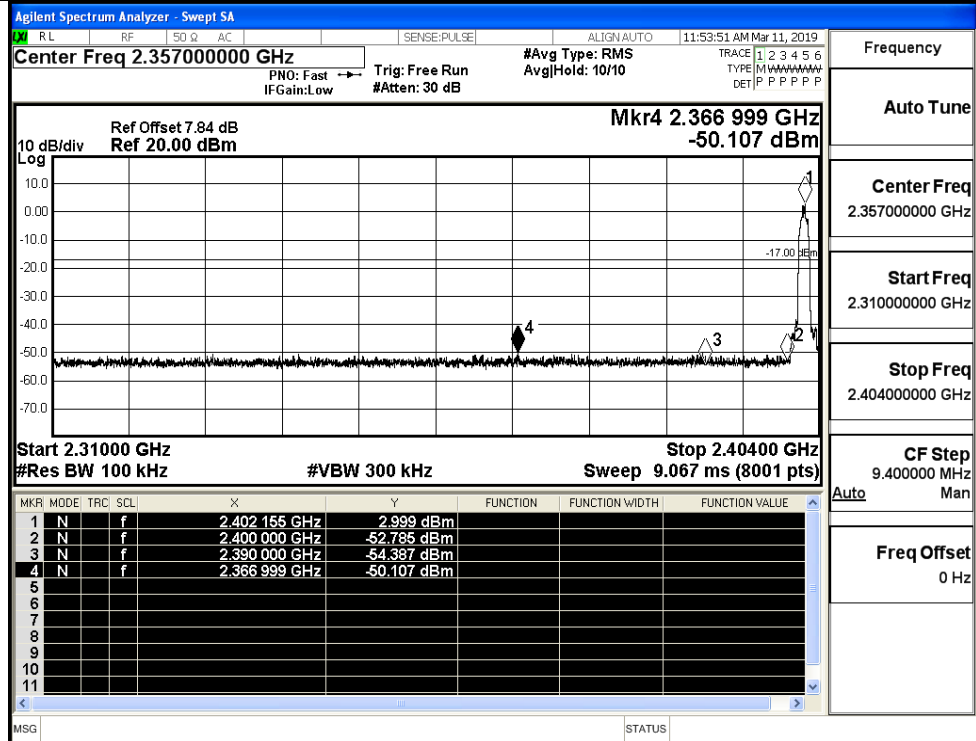 Agilent Spectrum Analyzer - Swept SA
LXI RL RF 50 Ω AC SENSE:PULSE ALIGN AUTO 11:53:51 AM Mar 11, 2019
Center Freq 2.357000000 GHz
PNO: Fast
IFGain:Low
Trig: Free Run
#Atten: 30 dB
#Avg Type: RMS
Avg|Hold: 10/10
TRACE 1 2 3 4 5 6
TYPE M WWWWW
DET P P P P P P
Ref Offset 7.84 dB
Ref 20.00 dBm
10 dB/div
Log
Mkr4 2.366 999 GHz
-50.107 dBm
10.0
0.00
-10.0
-20.0
-30.0
-40.0
-50.0
-60.0
-70.0
1
-17.00 dBm
4
3
2
Start 2.31000 GHz
#Res BW 100 kHz
#VBW 300 kHz
Stop 2.40400 GHz
Sweep 9.067 ms (8001 pts)
MKR MODE TRC SCL X Y FUNCTION FUNCTION WIDTH FUNCTION VALUE
1 N f 2.402 155 GHz 2.999 dBm
2 N f 2.400 000 GHz -52.785 dBm
3 N f 2.390 000 GHz -54.387 dBm
4 N f 2.366 999 GHz -50.107 dBm
5
6
7
8
9
10
11
MSG STATUS
Frequency
Auto Tune
Center Freq
2.357000000 GHz
Start Freq
2.310000000 GHz
Stop Freq
2.404000000 GHz
CF Step
9.400000 MHz
Auto Man
Freq Offset
0 Hz